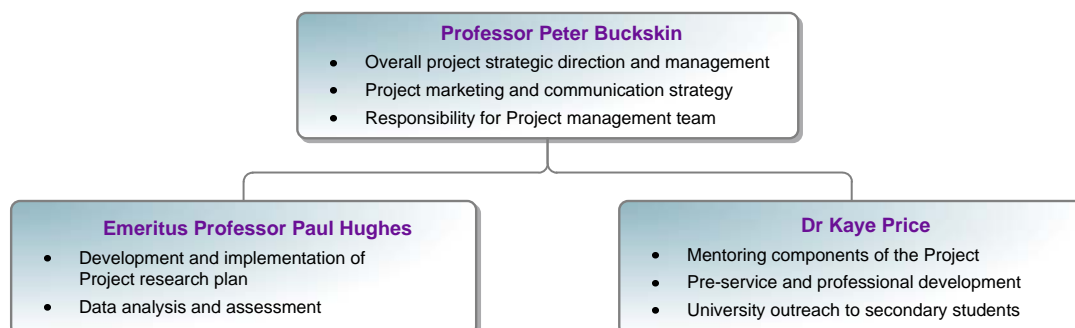 Professor Peter Buckskin
• Overall project strategic direction and management
• Project marketing and communication strategy
• Responsibility for Project management team
Emeritus Professor Paul Hughes
• Development and implementation of
Project research plan
• Data analysis and assessment
Dr Kaye Price
• Mentoring components of the Project
• Pre-service and professional development
• University outreach to secondary students